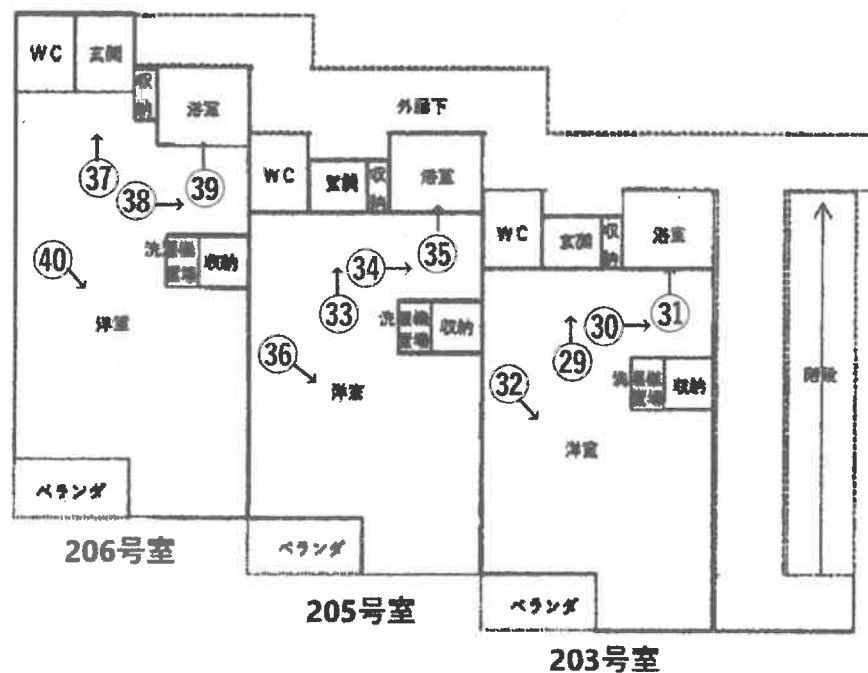 WC 玄関
収納
浴室
外廊下
㊲
㊳
㊴
㊵
洗濯機置場
収納
洋室
ベランダ
206号室
WC
玄関
収納
浴室
㉝
㉞
㉟
㊱
洗濯機置場
収納
洋室
ベランダ
205号室
WC
玄関
収納
浴室
㉙
㉚
㉛
㉜
洗濯機置場
収納
洋室
ベランダ
203号室
階段